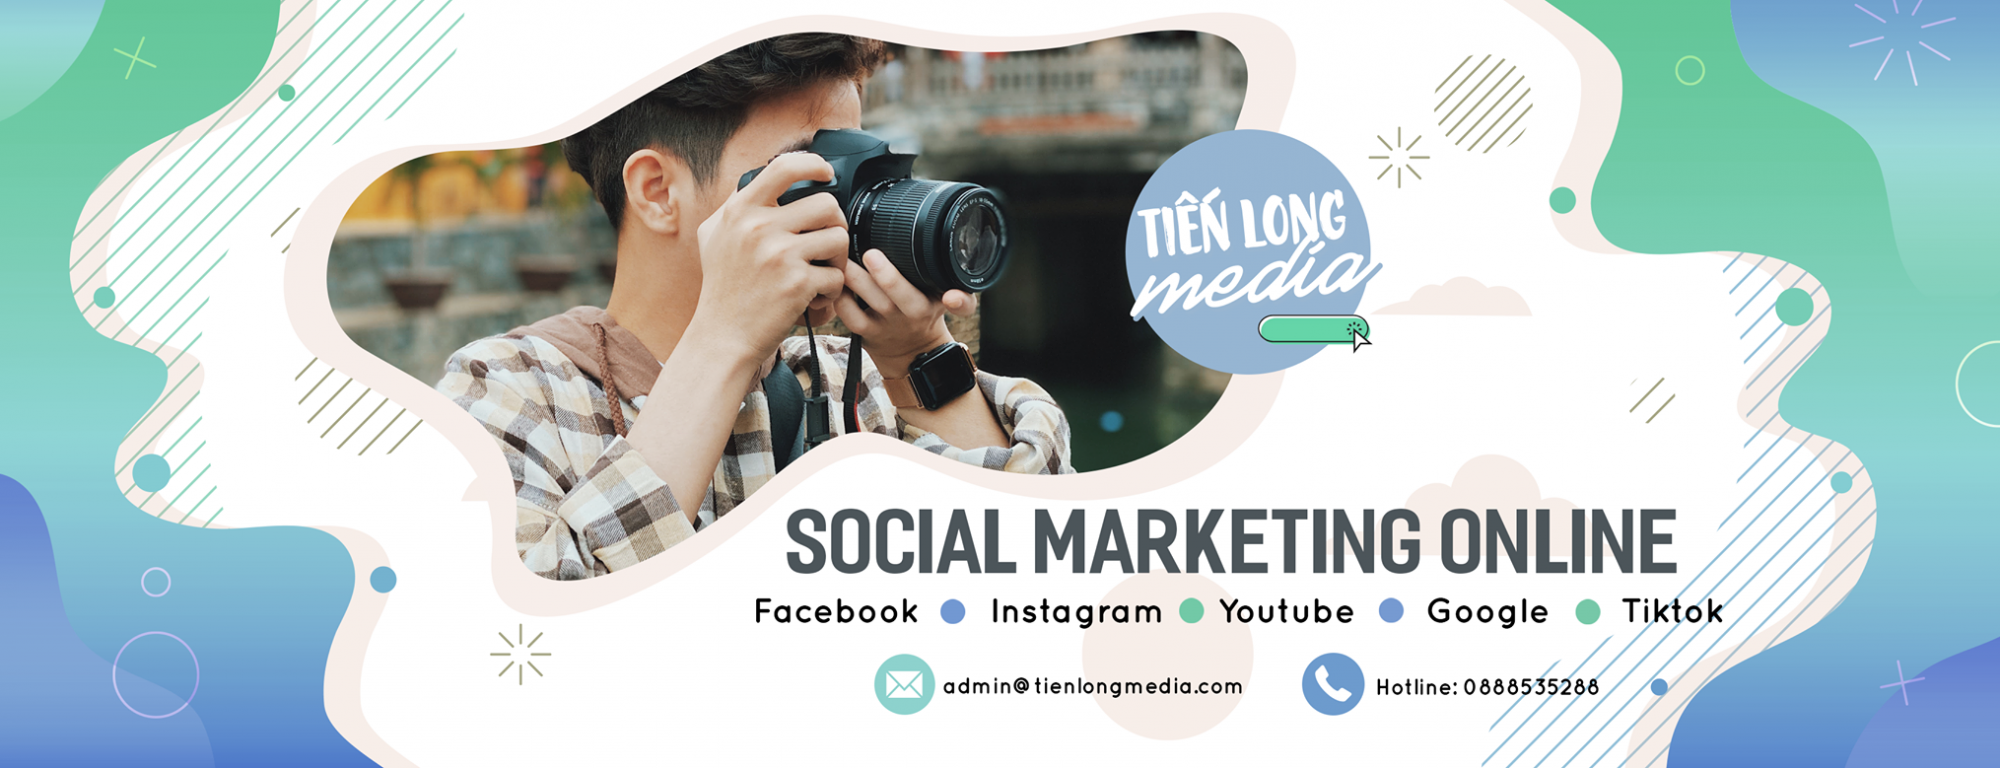 TIẾN LONG
media
SOCIAL MARKETING ONLINE
Facebook Instagram Youtube Google Tiktok
admin@tienlongmedia.com
Hotline: 0888535288